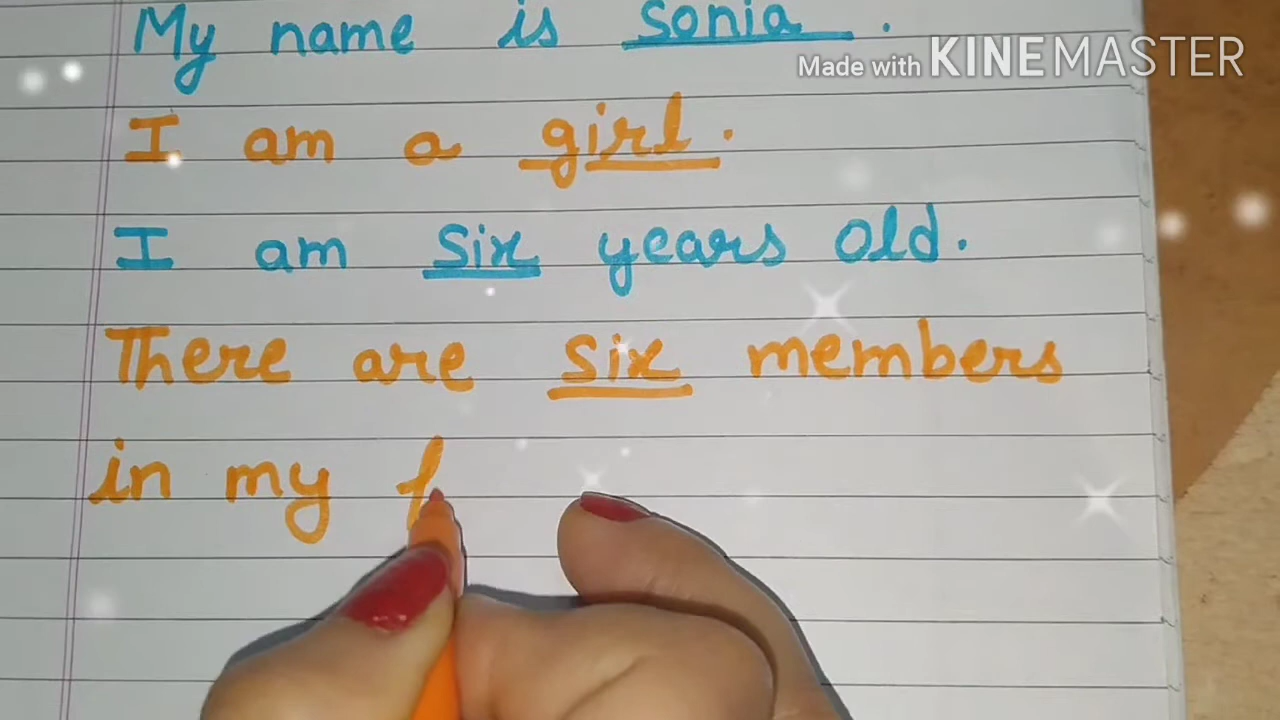 My name is Sonia.
Made with KINEMASTER
I am a girl.
I am six years old.
There are six members
in my f